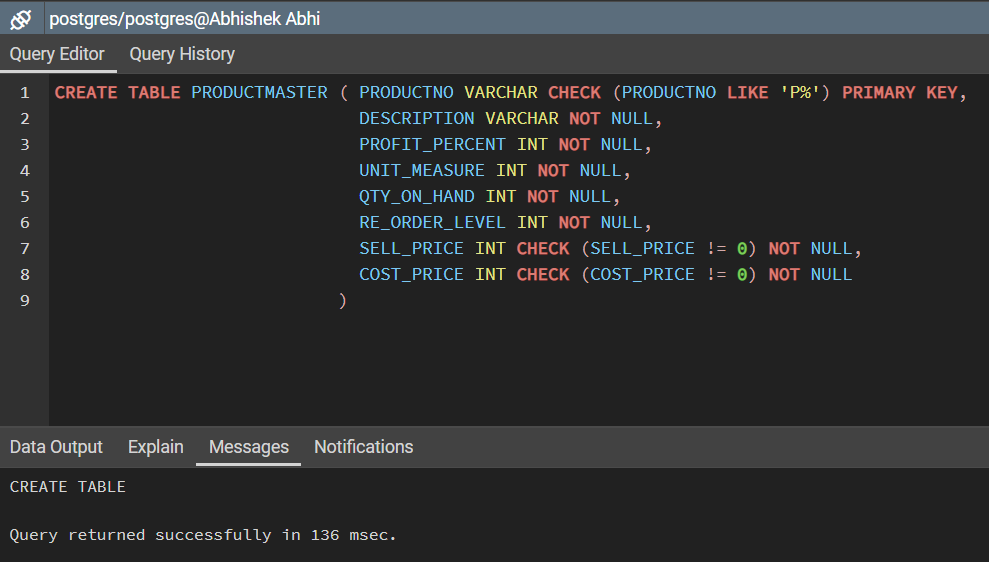 postgres/postgres@Abhishek Abhi
Query Editor Query History
1 CREATE TABLE PRODUCTMASTER ( PRODUCTNO VARCHAR CHECK (PRODUCTNO LIKE 'P%') PRIMARY KEY,
2 DESCRIPTION VARCHAR NOT NULL,
3 PROFIT_PERCENT INT NOT NULL,
4 UNIT_MEASURE INT NOT NULL,
5 QTY_ON_HAND INT NOT NULL,
6 RE_ORDER_LEVEL INT NOT NULL,
7 SELL_PRICE INT CHECK (SELL_PRICE != 0) NOT NULL,
8 COST_PRICE INT CHECK (COST_PRICE != 0) NOT NULL
9 )
Data Output Explain Messages Notifications
CREATE TABLE
Query returned successfully in 136 msec.